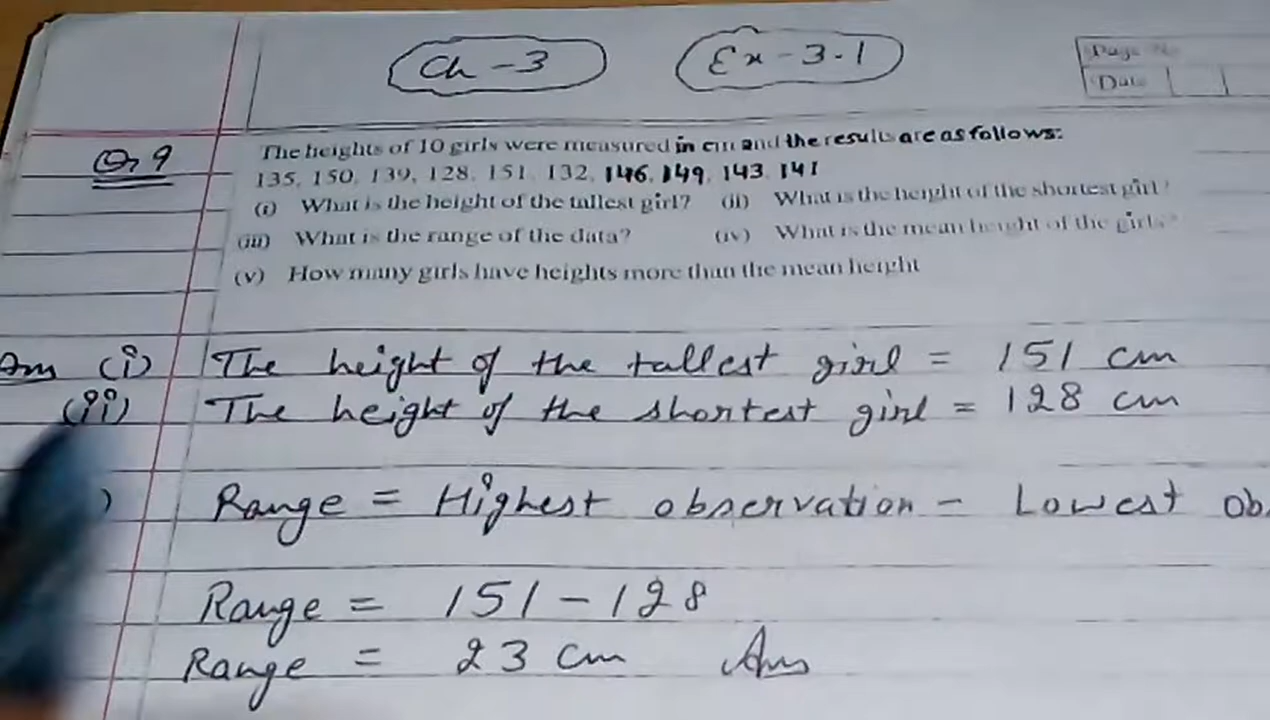 Ch-3 Ex-3.1
Page No
Date
Q.9 The heights of 10 girls were measured in cm and the results are as follows:
135, 150, 139, 128, 151, 132, 146, 149, 143, 141
(i) What is the height of the tallest girl? (ii) What is the height of the shortest girl?
(iii) What is the range of the data? (iv) What is the mean height of the girls?
(v) How many girls have heights more than the mean height
Ans (i) The height of the tallest girl = 151 cm
(ii) The height of the shortest girl = 128 cm
) Range = Highest observation - Lowest ob
Range = 151-128
Range = 23 cm Ans